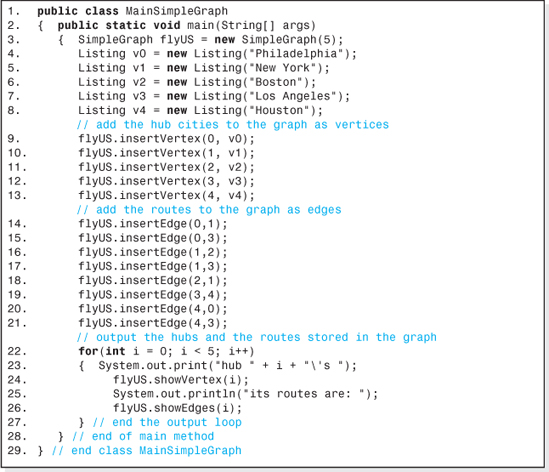 1. public class MainSimpleGraph
2. { public static void main(String[] args)
3. { SimpleGraph flyUS = new SimpleGraph(5);
4. Listing v0 = new Listing("Philadelphia");
5. Listing v1 = new Listing("New York");
6. Listing v2 = new Listing("Boston");
7. Listing v3 = new Listing("Los Angeles");
8. Listing v4 = new Listing("Houston");
// add the hub cities to the graph as vertices
9. flyUS.insertVertex(0, v0);
10. flyUS.insertVertex(1, v1);
11. flyUS.insertVertex(2, v2);
12. flyUS.insertVertex(3, v3);
13. flyUS.insertVertex(4, v4);
// add the routes to the graph as edges
14. flyUS.insertEdge(0,1);
15. flyUS.insertEdge(0,3);
16. flyUS.insertEdge(1,2);
17. flyUS.insertEdge(1,3);
18. flyUS.insertEdge(2,1);
19. flyUS.insertEdge(3,4);
20. flyUS.insertEdge(4,0);
21. flyUS.insertEdge(4,3);
// output the hubs and the routes stored in the graph
22. for(int i = 0; i < 5; i++)
23. { System.out.print("hub " + i + "\'s ");
24. flyUS.showVertex(i);
25. System.out.println("its routes are: ");
26. flyUS.showEdges(i);
27. } // end the output loop
28. } // end of main method
29. } // end class MainSimpleGraph